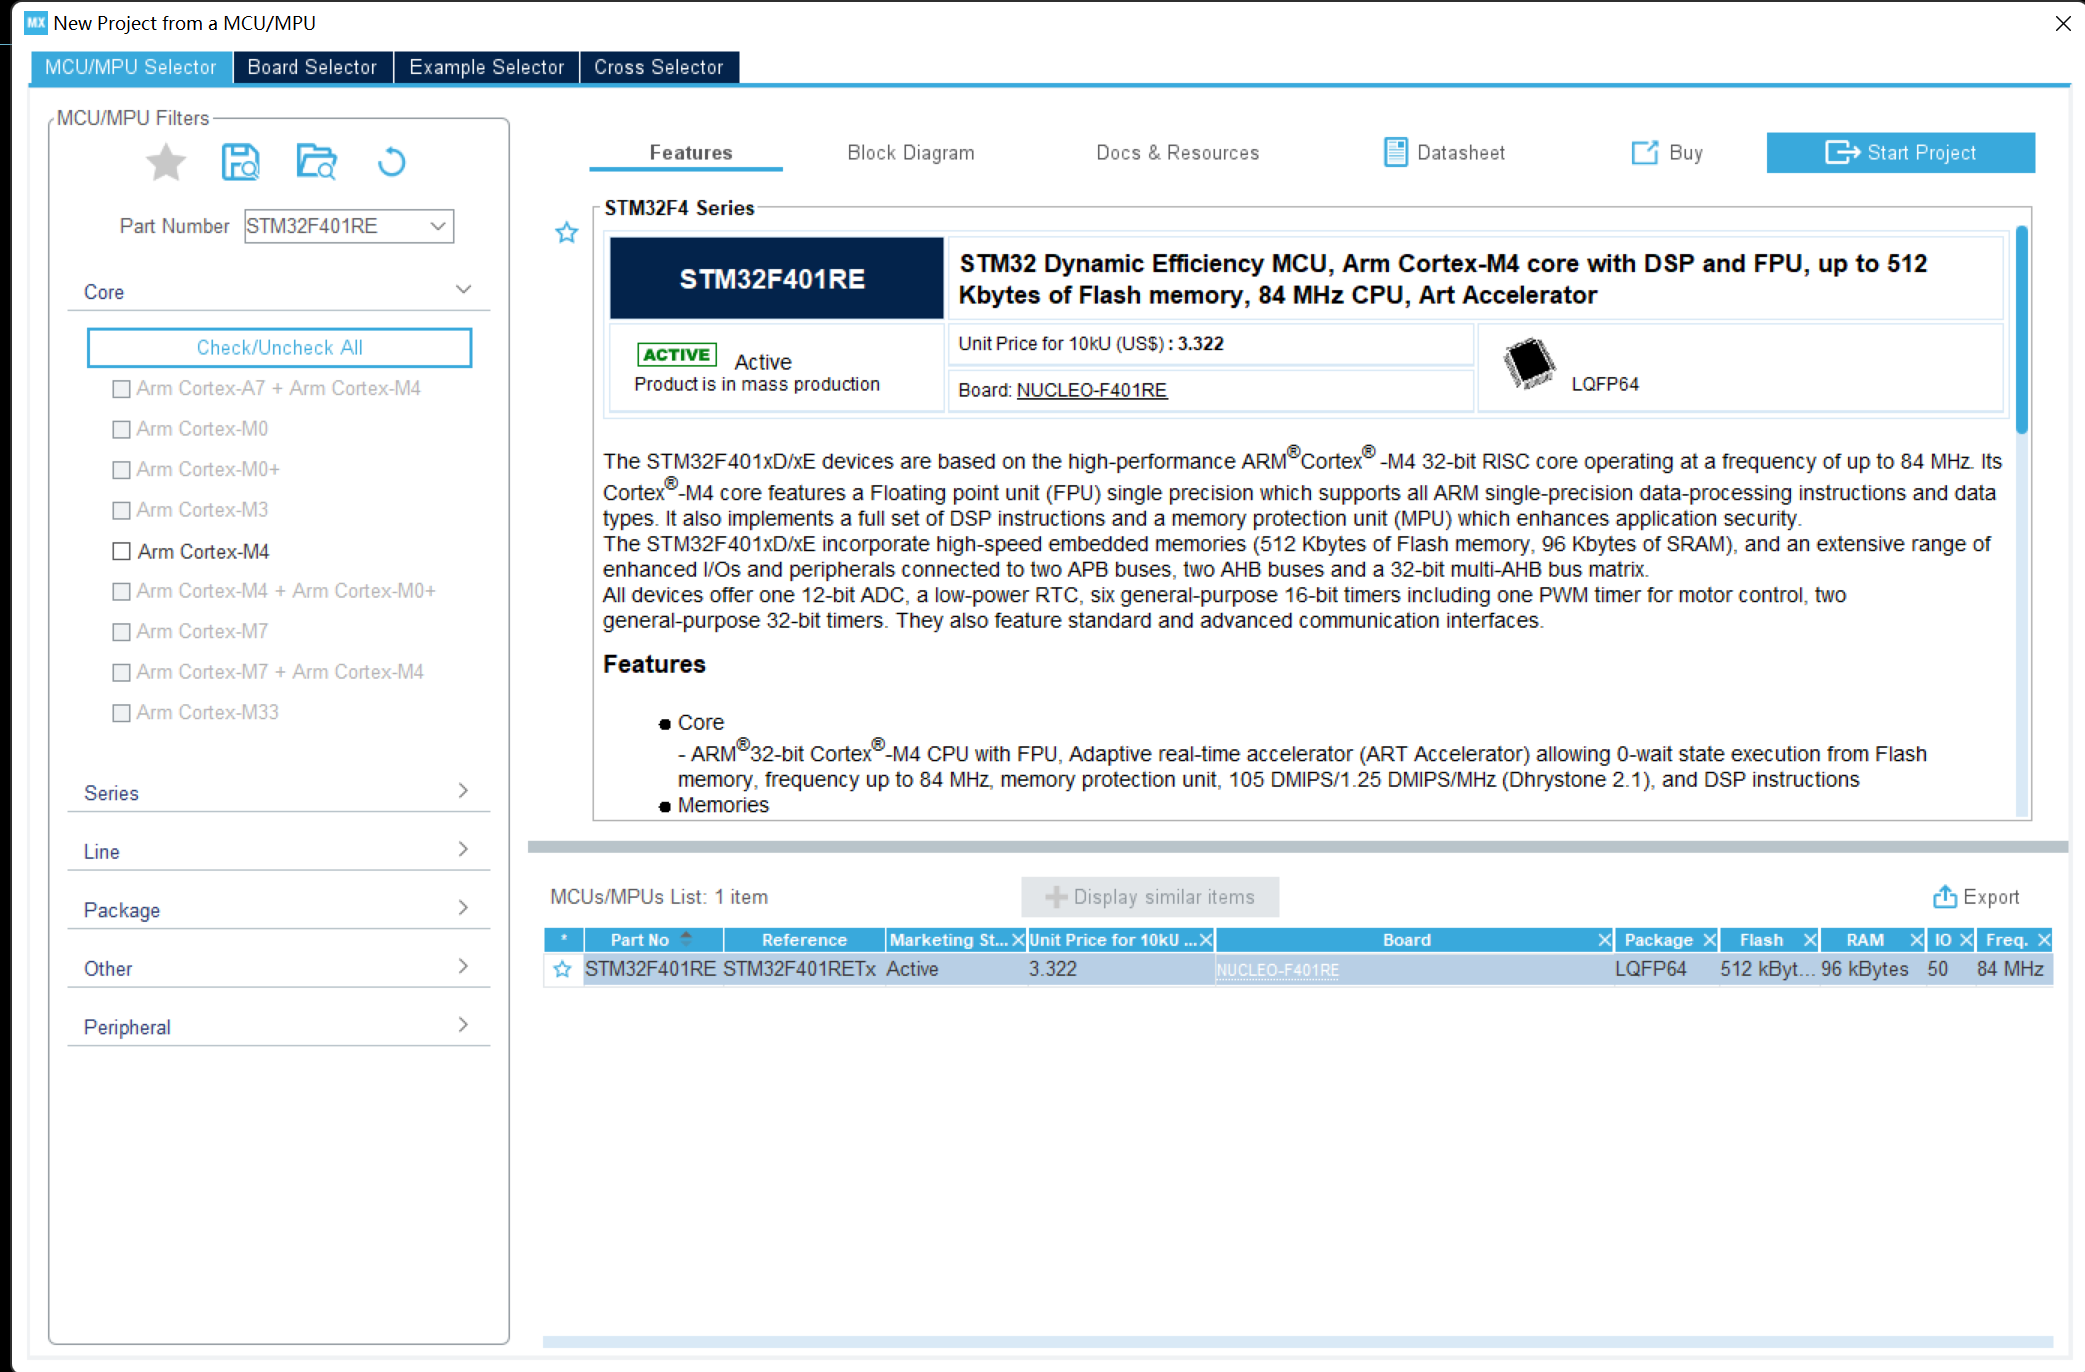 MX New Project from a MCU/MPU
MCU/MPU Selector Board Selector Example Selector Cross Selector
MCU/MPU Filters
Part Number STM32F401RE
Core
Check/Uncheck All
Arm Cortex-A7 + Arm Cortex-M4
Arm Cortex-M0
Arm Cortex-M0+
Arm Cortex-M3
Arm Cortex-M4
Arm Cortex-M4 + Arm Cortex-M0+
Arm Cortex-M7
Arm Cortex-M7 + Arm Cortex-M4
Arm Cortex-M33
Series
Line
Package
Other
Peripheral
Features Block Diagram Docs & Resources Datasheet Buy Start Project
STM32F4 Series
STM32F401RE
STM32 Dynamic Efficiency MCU, Arm Cortex-M4 core with DSP and FPU, up to 512
Kbytes of Flash memory, 84 MHz CPU, Art Accelerator
ACTIVE Active
Product is in mass production
Unit Price for 10kU (US$) : 3.322
Board: NUCLEO-F401RE
LQFP64
The STM32F401xD/xE devices are based on the high-performance ARM®Cortex® -M4 32-bit RISC core operating at a frequency of up to 84 MHz. Its
Cortex®-M4 core features a Floating point unit (FPU) single precision which supports all ARM single-precision data-processing instructions and data
types. It also implements a full set of DSP instructions and a memory protection unit (MPU) which enhances application security.
The STM32F401xD/xE incorporate high-speed embedded memories (512 Kbytes of Flash memory, 96 Kbytes of SRAM), and an extensive range of
enhanced I/Os and peripherals connected to two APB buses, two AHB buses and a 32-bit multi-AHB bus matrix.
All devices offer one 12-bit ADC, a low-power RTC, six general-purpose 16-bit timers including one PWM timer for motor control, two
general-purpose 32-bit timers. They also feature standard and advanced communication interfaces.
Features
● Core
- ARM®32-bit Cortex®-M4 CPU with FPU, Adaptive real-time accelerator (ART Accelerator) allowing 0-wait state execution from Flash
memory, frequency up to 84 MHz, memory protection unit, 105 DMIPS/1.25 DMIPS/MHz (Dhrystone 2.1), and DSP instructions
● Memories
MCUs/MPUs List: 1 item Display similar items Export
* Part No Reference Marketing St... Unit Price for 10kU ... Board Package Flash RAM IO Freq.
STM32F401RE STM32F401RETx Active 3.322 NUCLEO-F401RE LQFP64 512 kByt... 96 kBytes 50 84 MHz